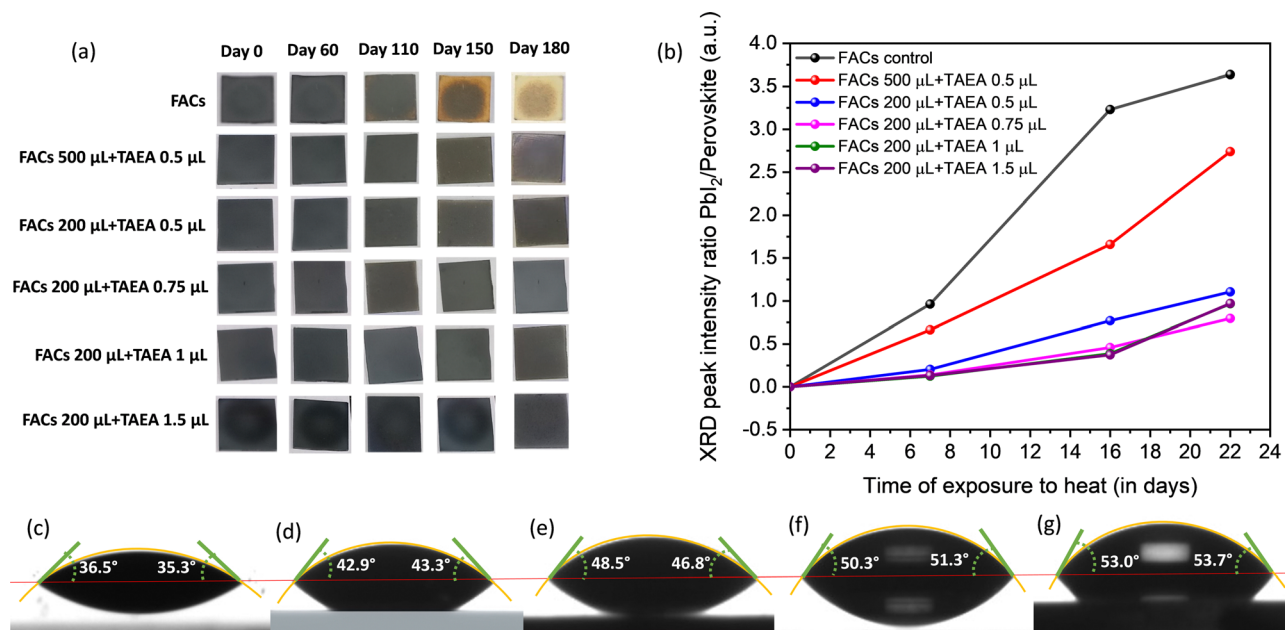 (a)
Day 0 Day 60 Day 110 Day 150 Day 180
FACs
FACs 500 µL+TAEA 0.5 µL
FACs 200 µL+TAEA 0.5 µL
FACs 200 µL+TAEA 0.75 µL
FACs 200 µL+TAEA 1 µL
FACs 200 µL+TAEA 1.5 µL
(b)
XRD peak intensity ratio PbI₂/Perovskite (a.u.)
4.0
3.5
3.0
2.5
2.0
1.5
1.0
0.5
0.0
-0.5
FACs control
FACs 500 µL+TAEA 0.5 µL
FACs 200 µL+TAEA 0.5 µL
FACs 200 µL+TAEA 0.75 µL
FACs 200 µL+TAEA 1 µL
FACs 200 µL+TAEA 1.5 µL
0 2 4 6 8 10 12 14 16 18 20 22 24
Time of exposure to heat (in days)
(c)
36.5° 35.3°
(d)
42.9° 43.3°
(e)
48.5° 46.8°
(f)
50.3° 51.3°
(g)
53.0° 53.7°